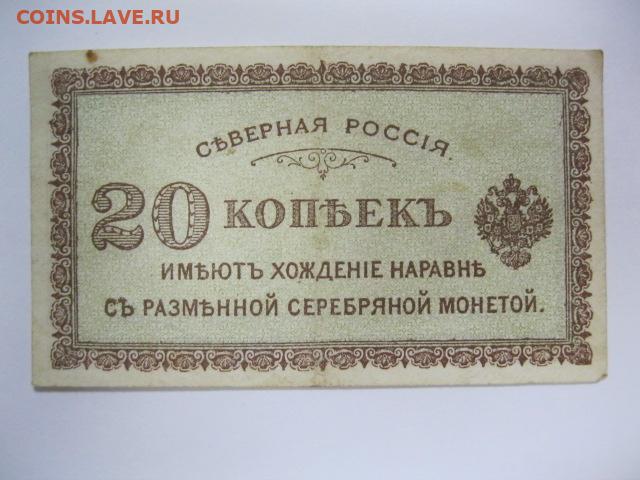 COINS.LAVE.RU
СѢВЕРНАЯ РОССІЯ.
20 КОПѢЕКЪ
ИМѢЮТЪ ХОЖДЕНІЕ НАРАВНѢ
СЪ РАЗМѢННОЙ СЕРЕБРЯНОЙ МОНЕТОЙ.